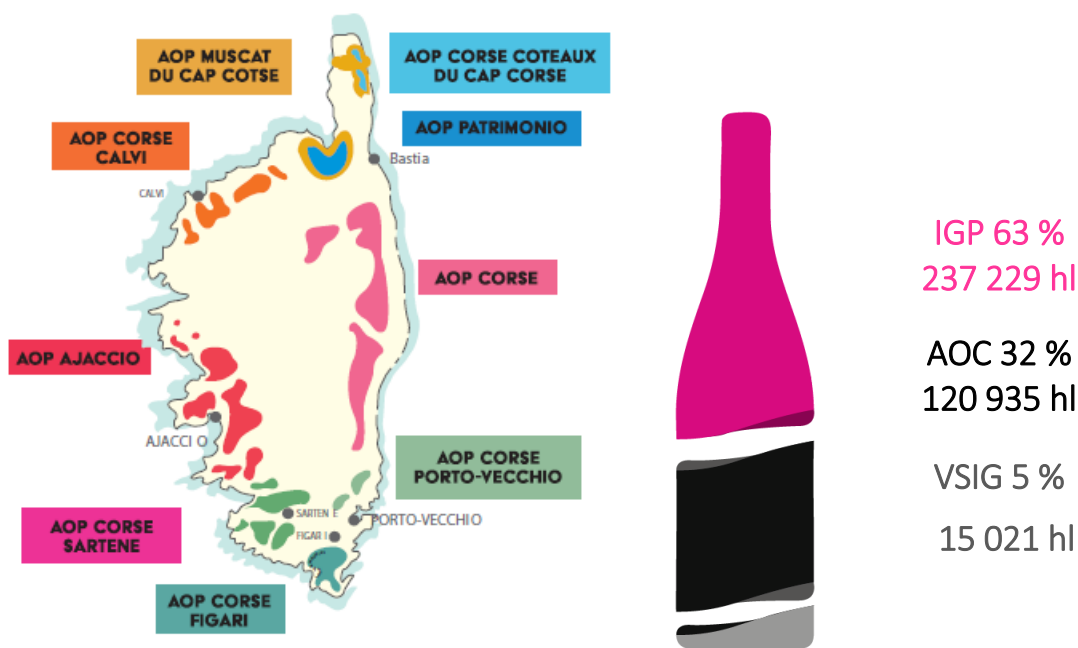 AOP MUSCAT
DU CAP COTSE
AOP CORSE COTEAUX
DU CAP CORSE
AOP PATRIMONIO
AOP CORSE
CALVI
Bastia
CALVI
AOP CORSE
AOP AJACCIO
AJACCI O
AOP CORSE
PORTO-VECCHIO
SARTEN E
PORTO-VECCHIO
FIGAR I
AOP CORSE
SARTENE
AOP CORSE
FIGARI
IGP 63 %
237 229 hl
AOC 32 %
120 935 hl
VSIG 5 %
15 021 hl